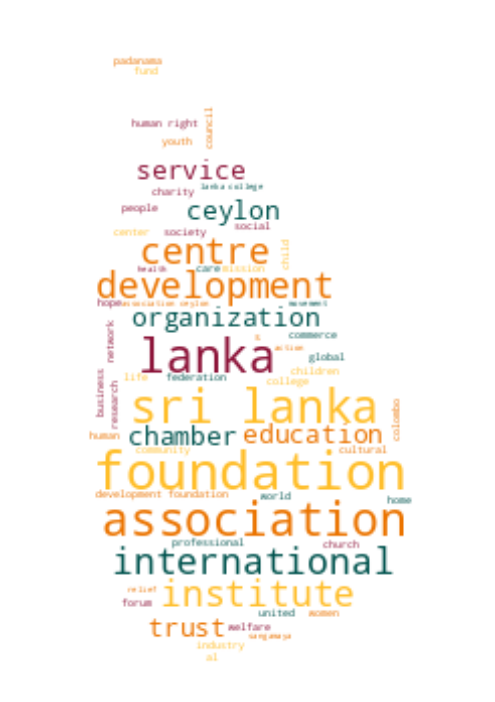 padanama
fund
human right
council
youth
service
lanka college
charity
people
ceylon
social
center
society
centre
child
health
care
mission
development
hope
association ceylon
movement
organization
network
s
commerce
lanka
action
global
life
federation
children
college
business
research
sri lanka
colombo
human
chamber
education
community
cultural
foundation
development foundation
world
home
association
professional
church
international
relief
institute
forum
united
women
trust
welfare
sangamaya
industry
al